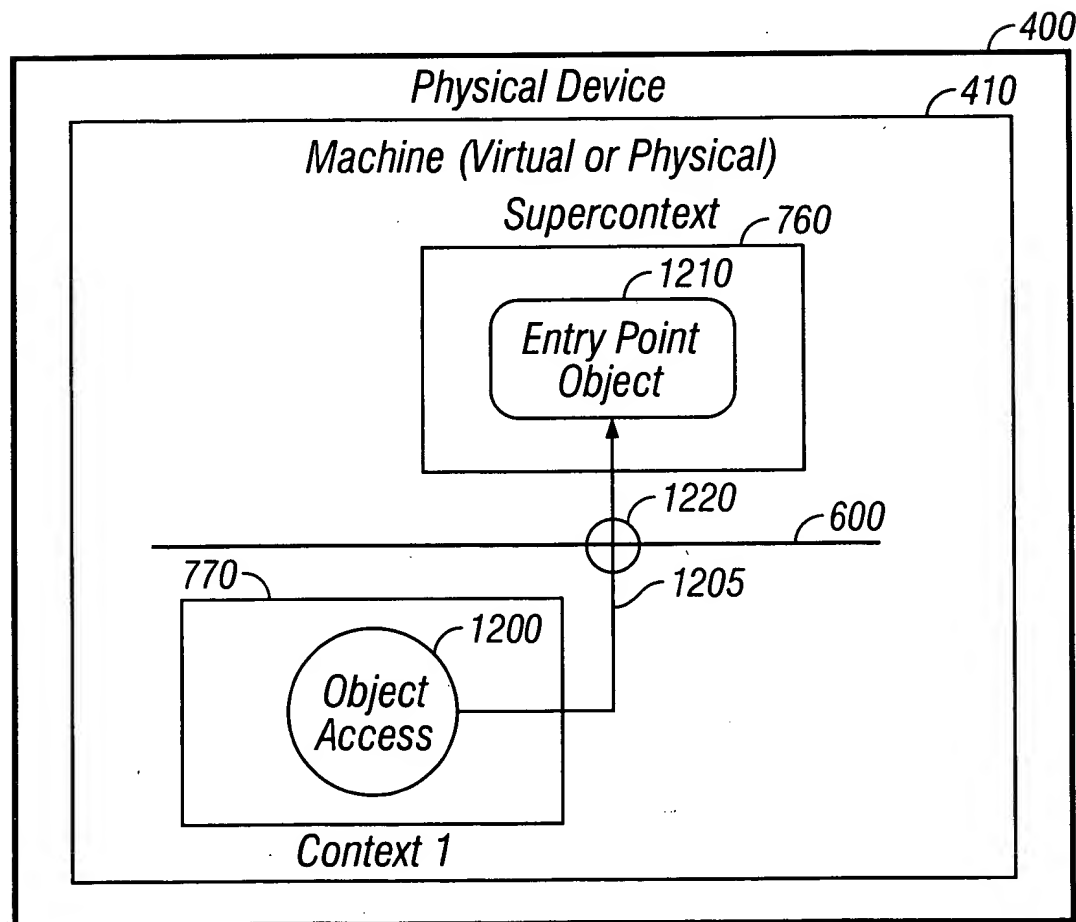 400
Physical Device
410
Machine (Virtual or Physical)
Supercontext
760
1210
Entry Point
Object
1220
600
770
1205
1200
Object
Access
Context 1